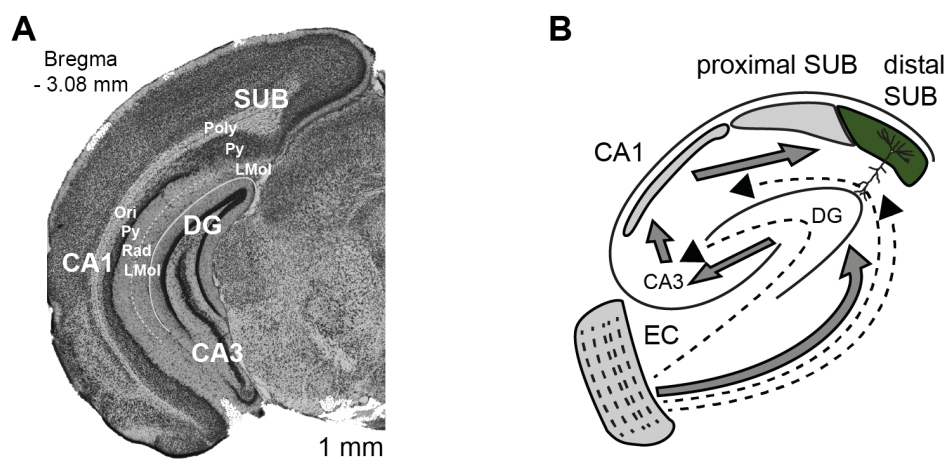 A
Bregma
- 3.08 mm
SUB
Poly
Py
LMol
Ori
Py
Rad
LMol
CA1
DG
CA3
1 mm
B
proximal SUB
distal
SUB
CA1
DG
CA3
EC